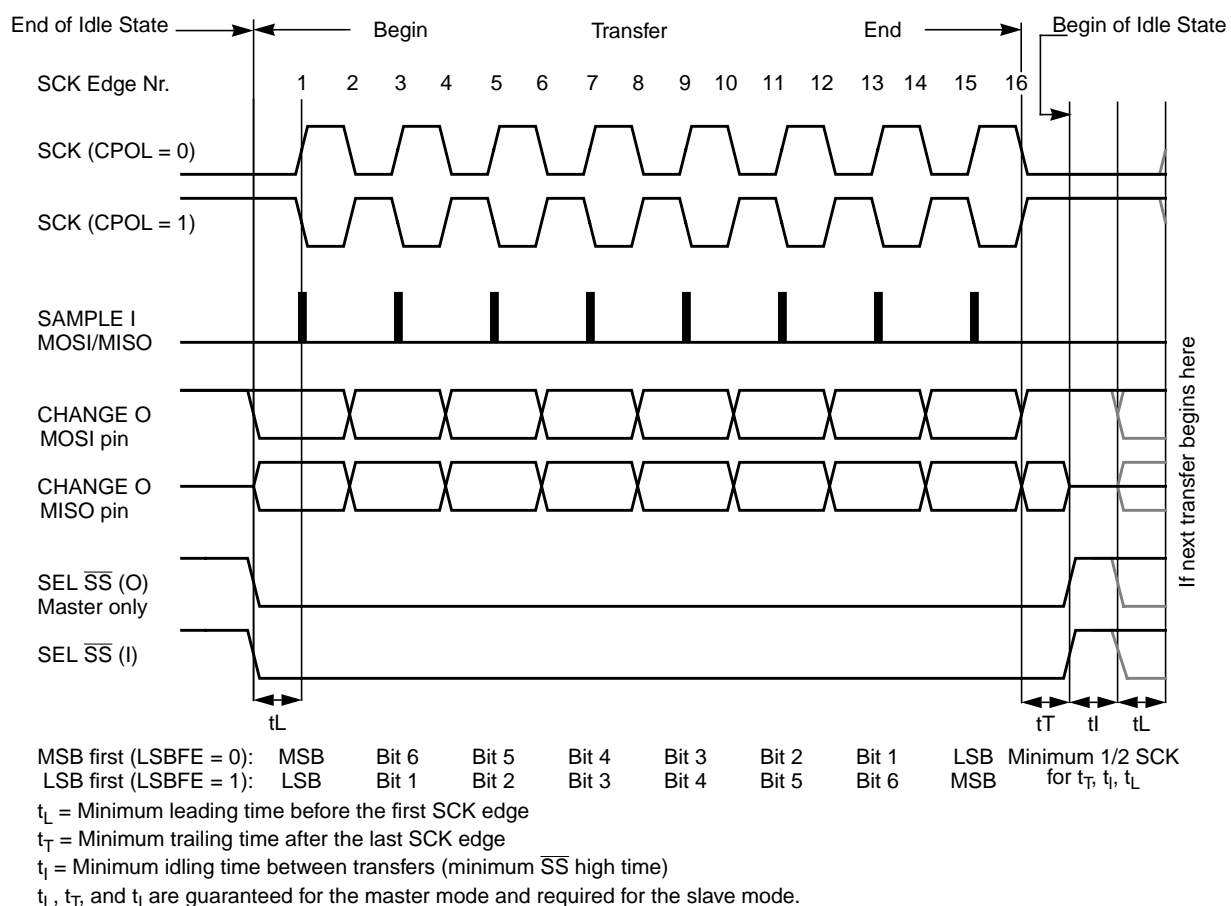 End of Idle State
Begin
Transfer
End
Begin of Idle State
SCK Edge Nr.
1 2 3 4 5 6 7 8 9 10 11 12 13 14 15 16
SCK (CPOL = 0)
SCK (CPOL = 1)
SAMPLE I
MOSI/MISO
CHANGE O
MOSI pin
CHANGE O
MISO pin
SEL S̅S̅ (O)
Master only
SEL S̅S̅ (I)
tL
tT
tI
tL
If next transfer begins here
MSB first (LSBFE = 0): MSB Bit 6 Bit 5 Bit 4 Bit 3 Bit 2 Bit 1 LSB
LSB first (LSBFE = 1): LSB Bit 1 Bit 2 Bit 3 Bit 4 Bit 5 Bit 6 MSB
Minimum 1/2 SCK
for tT, tI, tL
tL = Minimum leading time before the first SCK edge
tT = Minimum trailing time after the last SCK edge
tI = Minimum idling time between transfers (minimum S̅S̅ high time)
tL, tT, and tI are guaranteed for the master mode and required for the slave mode.